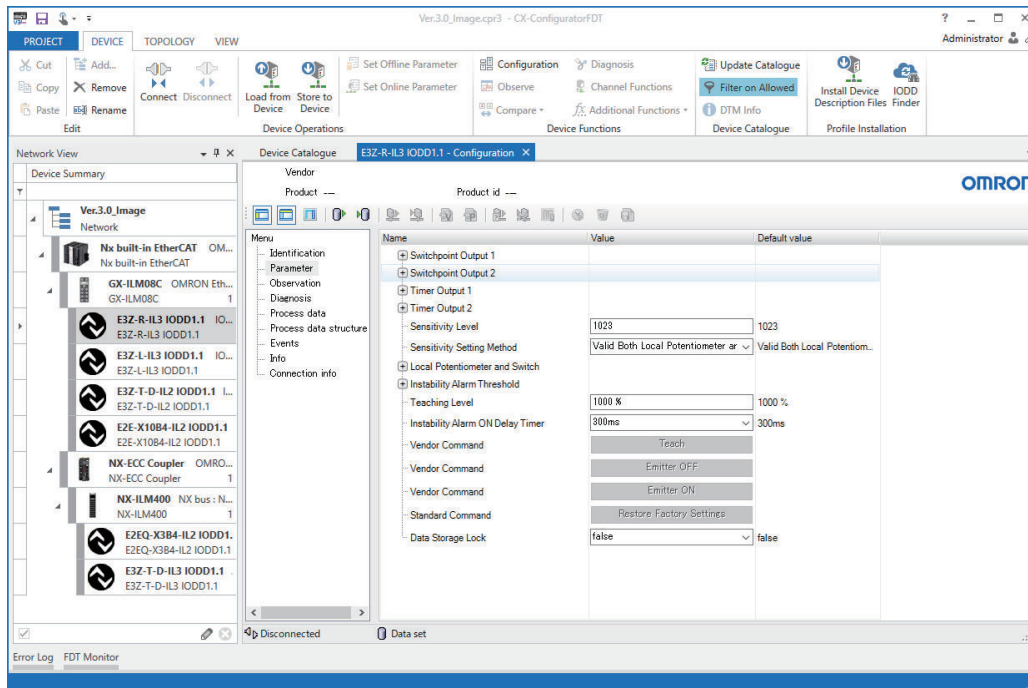 Ver.3.0_Image.cpr3 - CX-ConfiguratorFDT
PROJECT DEVICE TOPOLOGY VIEW
Administrator
Cut
Copy
Paste
Edit
Add...
Remove
Rename
Connect Disconnect
Load from Device
Store to Device
Device Operations
Set Offline Parameter
Set Online Parameter
Configuration
Observe
Compare
Diagnosis
Channel Functions
Additional Functions
Device Functions
Update Catalogue
Filter on Allowed
DTM Info
Device Catalogue
Install Device
Description Files
IODD
Finder
Profile Installation
Network View
Device Summary
Ver.3.0_Image
Network
Nx built-in EtherCAT OM...
Nx built-in EtherCAT
GX-ILM08C OMRON Eth...
GX-ILM08C 1
E3Z-R-IL3 IODD1.1 IO...
E3Z-R-IL3 IODD1.1
E3Z-L-IL3 IODD1.1 IO...
E3Z-L-IL3 IODD1.1
E3Z-T-D-IL2 IODD1.1 I...
E3Z-T-D-IL2 IODD1.1
E2E-X10B4-IL2 IODD1.1
E2E-X10B4-IL2 IODD1.1
NX-ECC Coupler OMRO...
NX-ECC Coupler 1
NX-ILM400 NX bus : N...
NX-ILM400 1
E2EQ-X3B4-IL2 IODD1.
E2EQ-X3B4-IL2 IODD1.1
E3Z-T-D-IL3 IODD1.1
E3Z-T-D-IL3 IODD1.1
Device Catalogue E3Z-R-IL3 IODD1.1 - Configuration
Vendor
Product --- Product id ---
OMRON
Menu
Identification
Parameter
Observation
Diagnosis
Process data
Process data structure
Events
Info
Connection info
Name Value Default value
Switchpoint Output 1
Switchpoint Output 2
Timer Output 1
Timer Output 2
Sensitivity Level 1023 1023
Sensitivity Setting Method Valid Both Local Potentiometer ar Valid Both Local Potentiom...
Local Potentiometer and Switch
Instability Alarm Threshold
Teaching Level 1000 % 1000 %
Instability Alarm ON Delay Timer 300ms 300ms
Vendor Command Teach
Vendor Command Emitter OFF
Vendor Command Emitter ON
Standard Command Restore Factory Settings
Data Storage Lock false false
Disconnected Data set
Error Log FDT Monitor